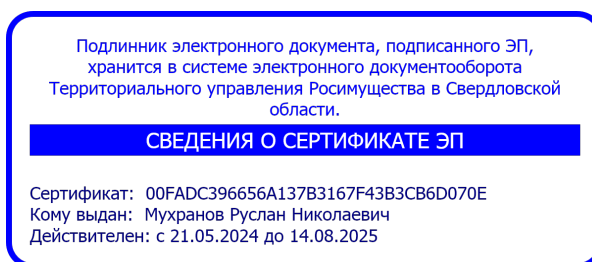 Подлинник электронного документа, подписанного ЭП,
хранится в системе электронного документооборота
Территориального управления Росимущества в Свердловской
области.
СВЕДЕНИЯ О СЕРТИФИКАТЕ ЭП
Сертификат: 00FADC396656A137B3167F43B3CB6D070E
Кому выдан: Мухранов Руслан Николаевич
Действителен: с 21.05.2024 до 14.08.2025